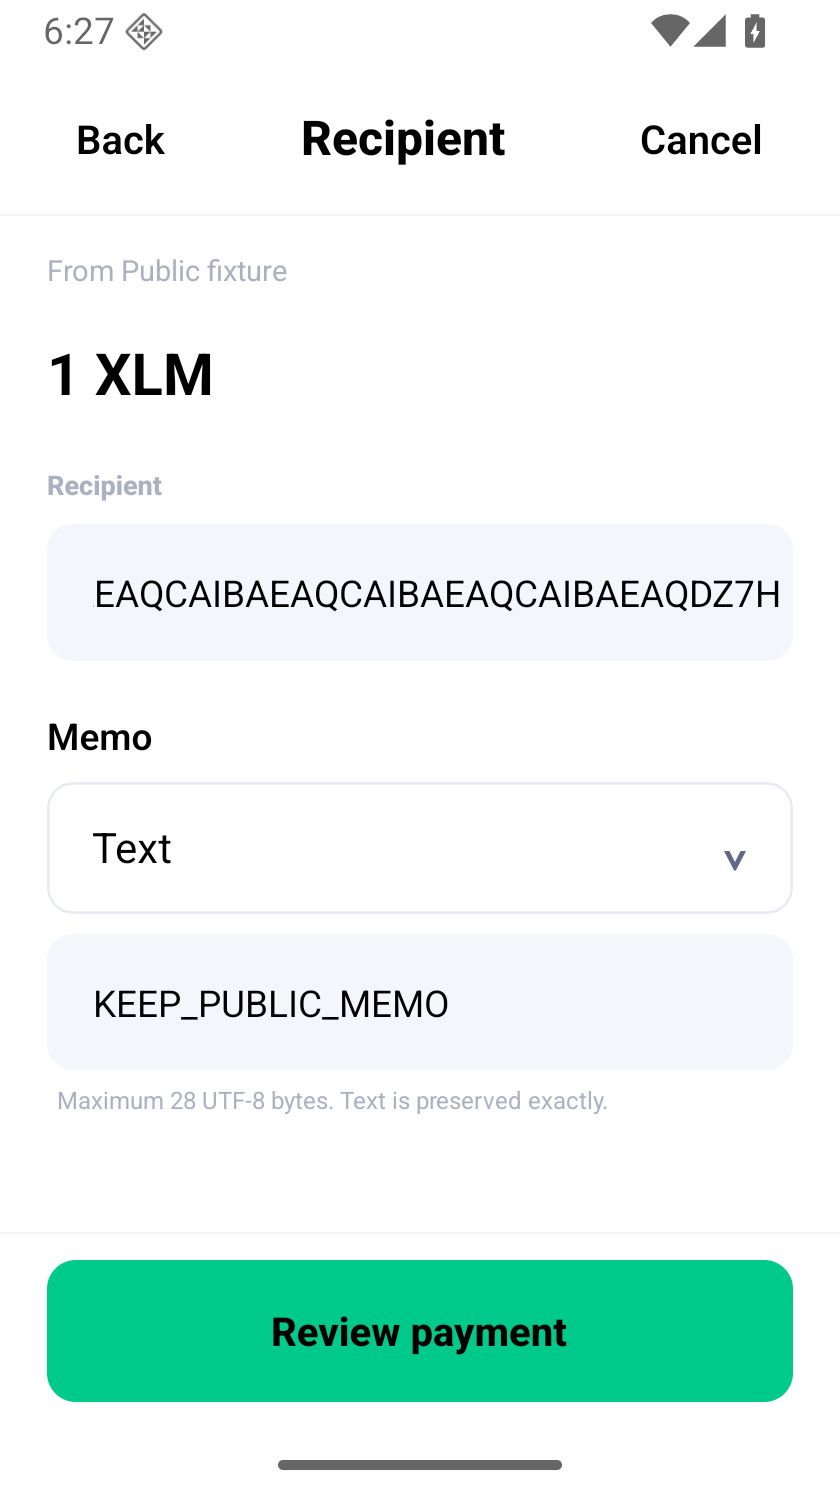 6:27
Back
Recipient
Cancel
From Public fixture
1 XLM
Recipient
EAQCAIBAEAQCAIBAEAQCAIBAEAQDZ7H
Memo
Text
v
KEEP_PUBLIC_MEMO
Maximum 28 UTF-8 bytes. Text is preserved exactly.
Review payment